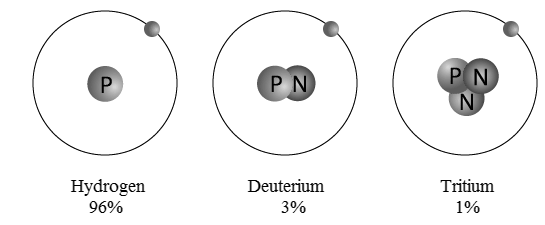 P
P N
P N
N
Hydrogen
96%
Deuterium
3%
Tritium
1%